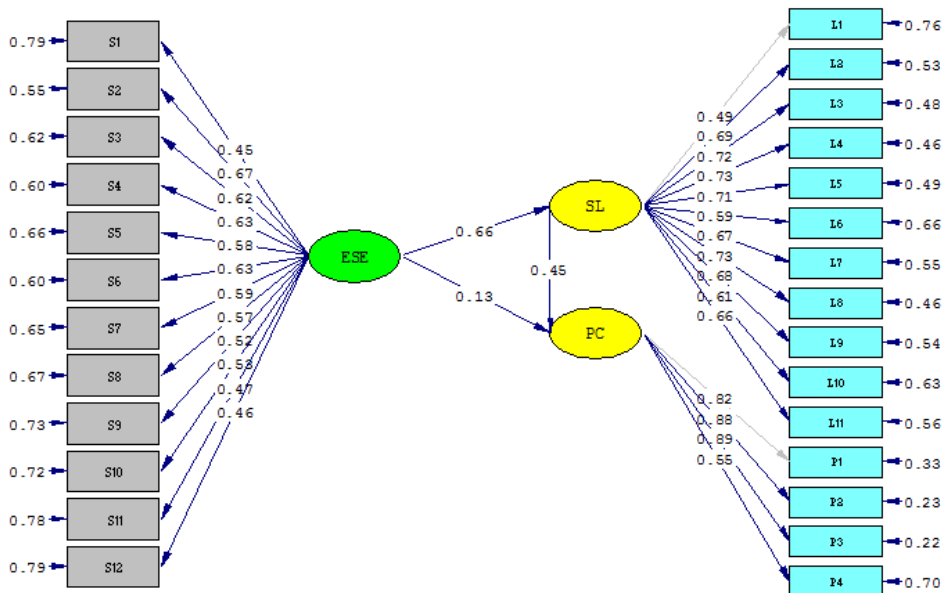 0.79 S1
0.55 S2
0.62 S3
0.60 S4
0.66 S5
0.60 S6
0.65 S7
0.67 S8
0.73 S9
0.72 S10
0.78 S11
0.79 S12
0.45
0.67
0.62
0.63
0.58
0.63
0.59
0.57
0.52
0.53
0.47
0.46
ESE
0.66
0.13
SL
0.45
PC
0.49
0.69
0.72
0.73
0.71
0.59
0.67
0.73
0.68
0.61
0.66
0.82
0.88
0.89
0.55
L1 0.76
L2 0.53
L3 0.48
L4 0.46
L5 0.49
L6 0.66
L7 0.55
L8 0.46
L9 0.54
L10 0.63
L11 0.56
P1 0.33
P2 0.23
P3 0.22
P4 0.70